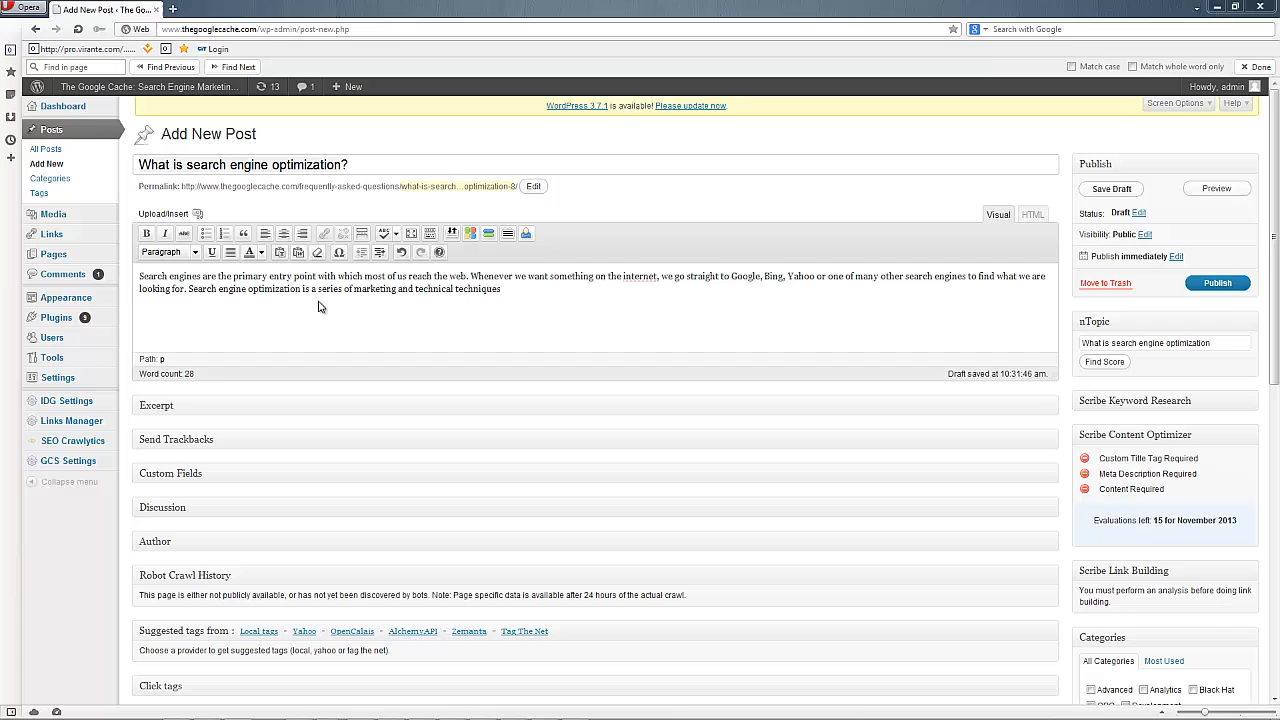 Opera
Add New Post ‹ The Go...
Web
www.thegooglecache.com/wp-admin/post-new.php
Search with Google
http://pro.virante.com/.....
Login
Find in page
Find Previous
Find Next
Match case
Match whole word only
Done
The Google Cache: Search Engine Marketin...
13
1
New
Howdy, admin
Dashboard
Posts
All Posts
Add New
Categories
Tags
Media
Links
Pages
Comments 1
Appearance
Plugins 9
Users
Tools
Settings
IDG Settings
Links Manager
SEO Crawlytics
GCS Settings
Collapse menu
WordPress 3.7.1 is available! Please update now.
Screen Options
Help
Add New Post
What is search engine optimization?
Permalink: http://www.thegooglecache.com/frequently-asked-questions/what-is-search...optimization-8/ Edit
Upload/Insert
Visual
HTML
B I ABC
ABC
Paragraph
U
A
Search engines are the primary entry point with which most of us reach the web. Whenever we want something on the internet, we go straight to Google, Bing, Yahoo or one of many other search engines to find what we are
looking for. Search engine optimization is a series of marketing and technical techniques
Path: p
Word count: 28
Draft saved at 10:31:46 am.
Excerpt
Send Trackbacks
Custom Fields
Discussion
Author
Robot Crawl History
This page is either not publicly available, or has not yet been discovered by bots. Note: Page specific data is available after 24 hours of the actual crawl.
Suggested tags from : Local tags - Yahoo - OpenCalais - AlchemyAPI - Zemanta - Tag The Net
Choose a provider to get suggested tags (local, yahoo or tag the net).
Click tags
Publish
Save Draft
Preview
Status: Draft Edit
Visibility: Public Edit
Publish immediately Edit
Move to Trash
Publish
nTopic
What is search engine optimization
Find Score
Scribe Keyword Research
Scribe Content Optimizer
Custom Title Tag Required
Meta Description Required
Content Required
Evaluations left: 15 for November 2013
Scribe Link Building
You must perform an analysis before doing link
building.
Categories
All Categories
Most Used
Advanced
Analytics
Black Hat